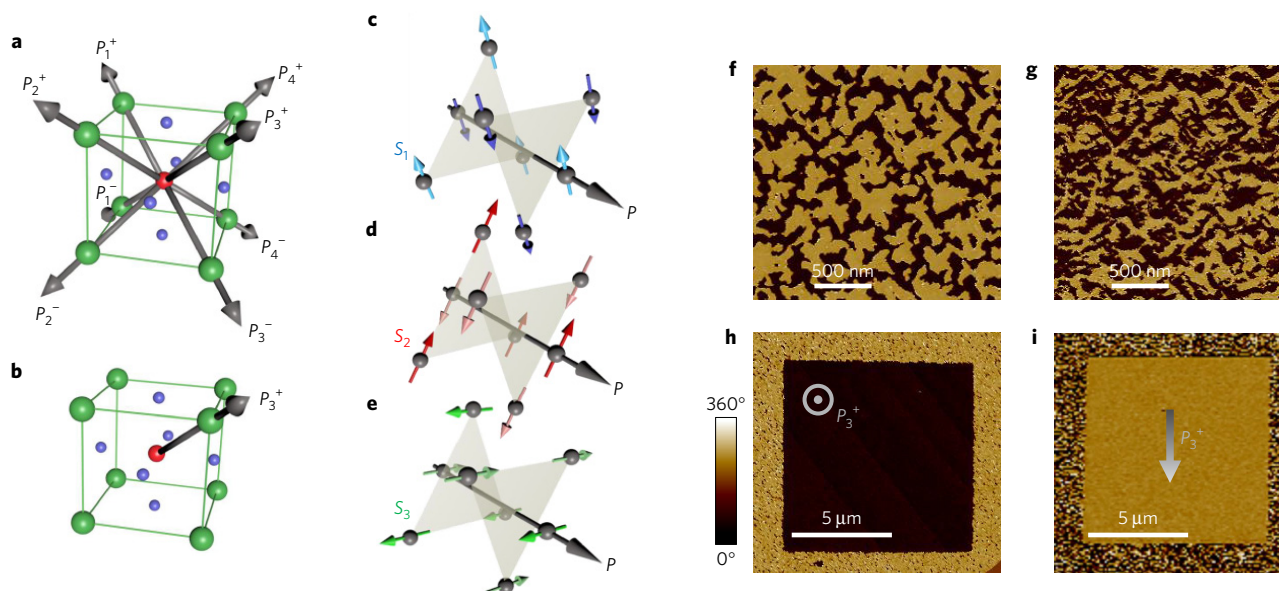 a
P1+
P2+
P4+
P3+
P1−
P4−
P2−
P3−
b
P3+
c
S1
P
d
S2
P
e
S3
P
f
500 nm
g
500 nm
h
P3+
5 µm
360°
0°
i
P3+
5 µm